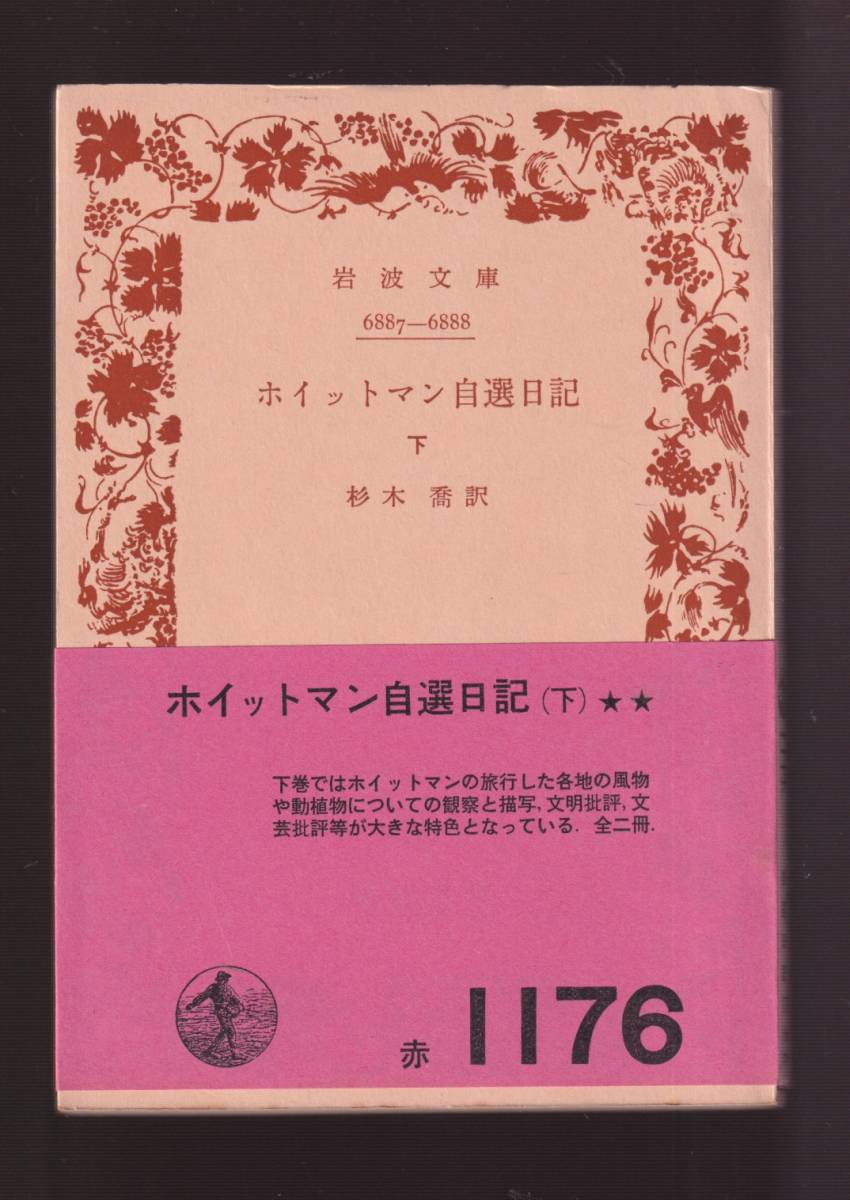 岩波文庫
6887—6888
ホイットマン自選日記
下
杉木 喬訳
ホイットマン自選日記(下)★★
下巻ではホイットマンの旅行した各地の風物
や動植物についての観察と描写,文明批評,文
芸批評等が大きな特色となっている. 全二冊.
赤 1176